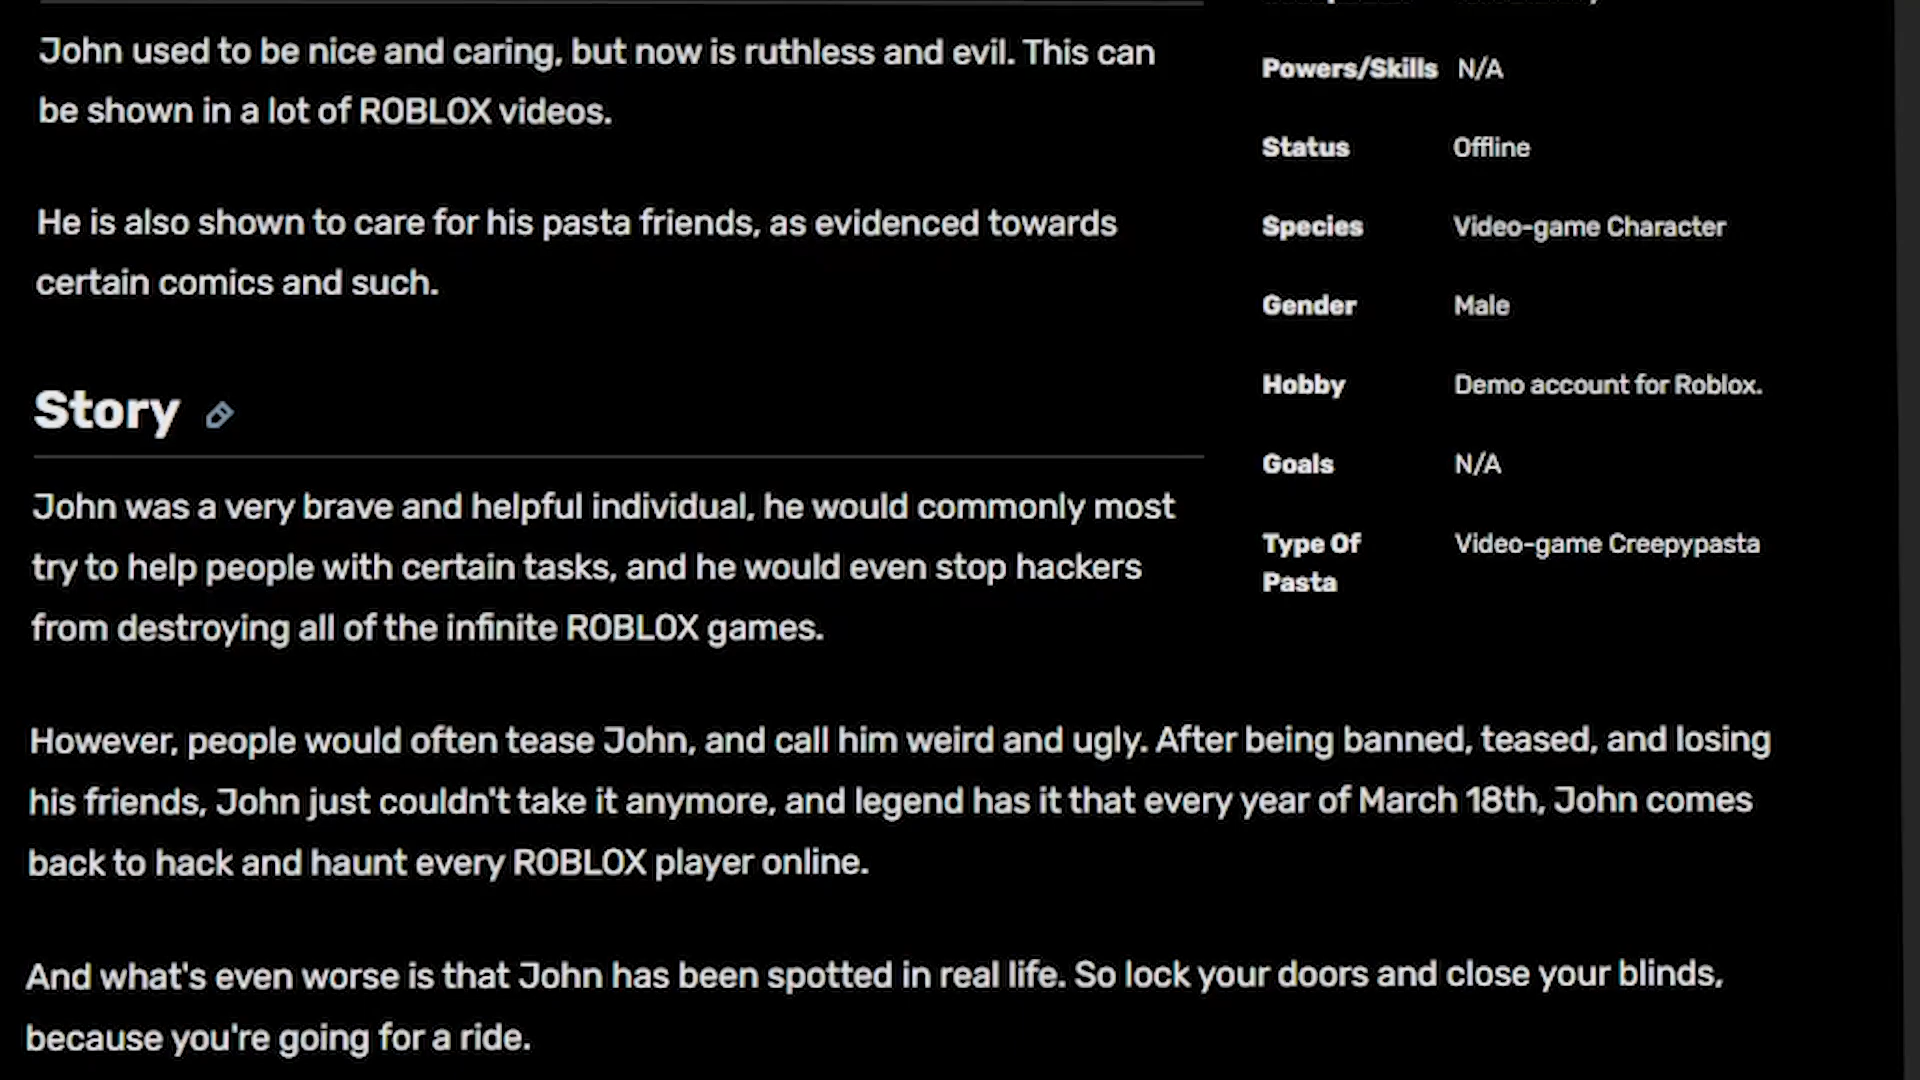 John used to be nice and caring, but now is ruthless and evil. This can
be shown in a lot of ROBLOX videos.
He is also shown to care for his pasta friends, as evidenced towards
certain comics and such.
Story
John was a very brave and helpful individual, he would commonly most
try to help people with certain tasks, and he would even stop hackers
from destroying all of the infinite ROBLOX games.
However, people would often tease John, and call him weird and ugly. After being banned, teased, and losing
his friends, John just couldn't take it anymore, and legend has it that every year of March 18th, John comes
back to hack and haunt every ROBLOX player online.
And what's even worse is that John has been spotted in real life. So lock your doors and close your blinds,
because you're going for a ride.
Powers/Skills N/A
Status Offline
Species Video-game Character
Gender Male
Hobby Demo account for Roblox.
Goals N/A
Type Of Video-game Creepypasta
Pasta